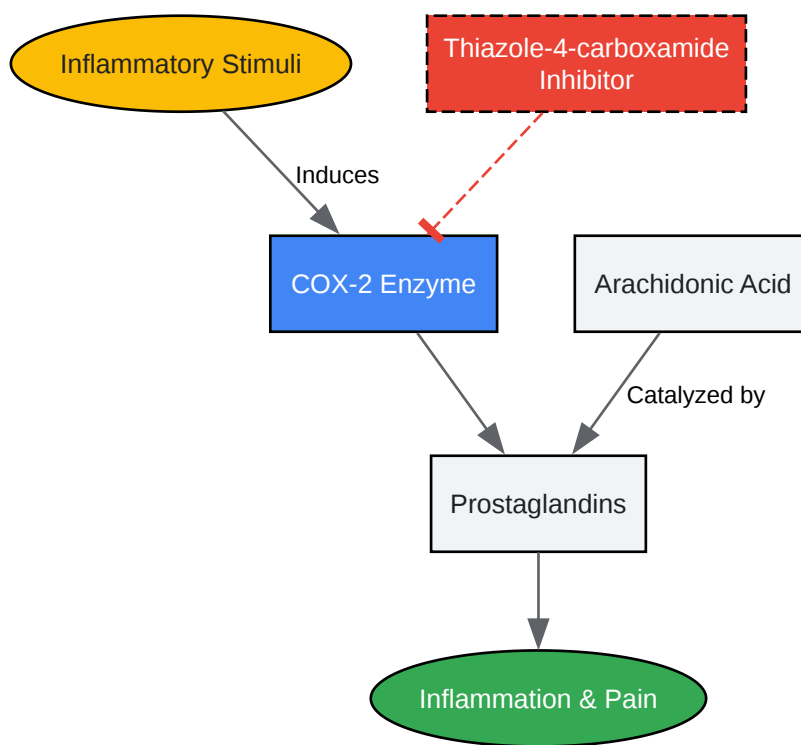 Inflammatory Stimuli
Thiazole-4-carboxamide
Inhibitor
Induces
COX-2 Enzyme
Arachidonic Acid
Catalyzed by
Prostaglandins
Inflammation & Pain